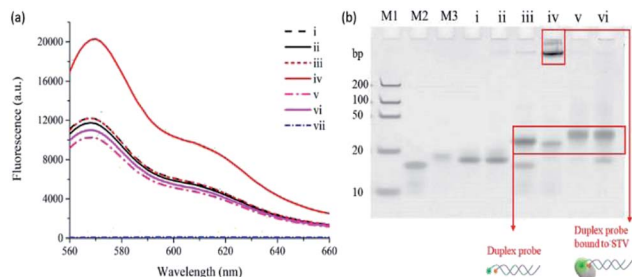 (a)
20000
16000
12000
8000
4000
0
Fluorescence (a.u.)
560 580 600 620 640 660
Wavelength (nm)
i
ii
iii
iv
v
vi
vii
(b)
M1 M2 M3 i ii iii iv v vi
bp
200
100
50
20
10
Duplex probe
Duplex probe
bound to STV